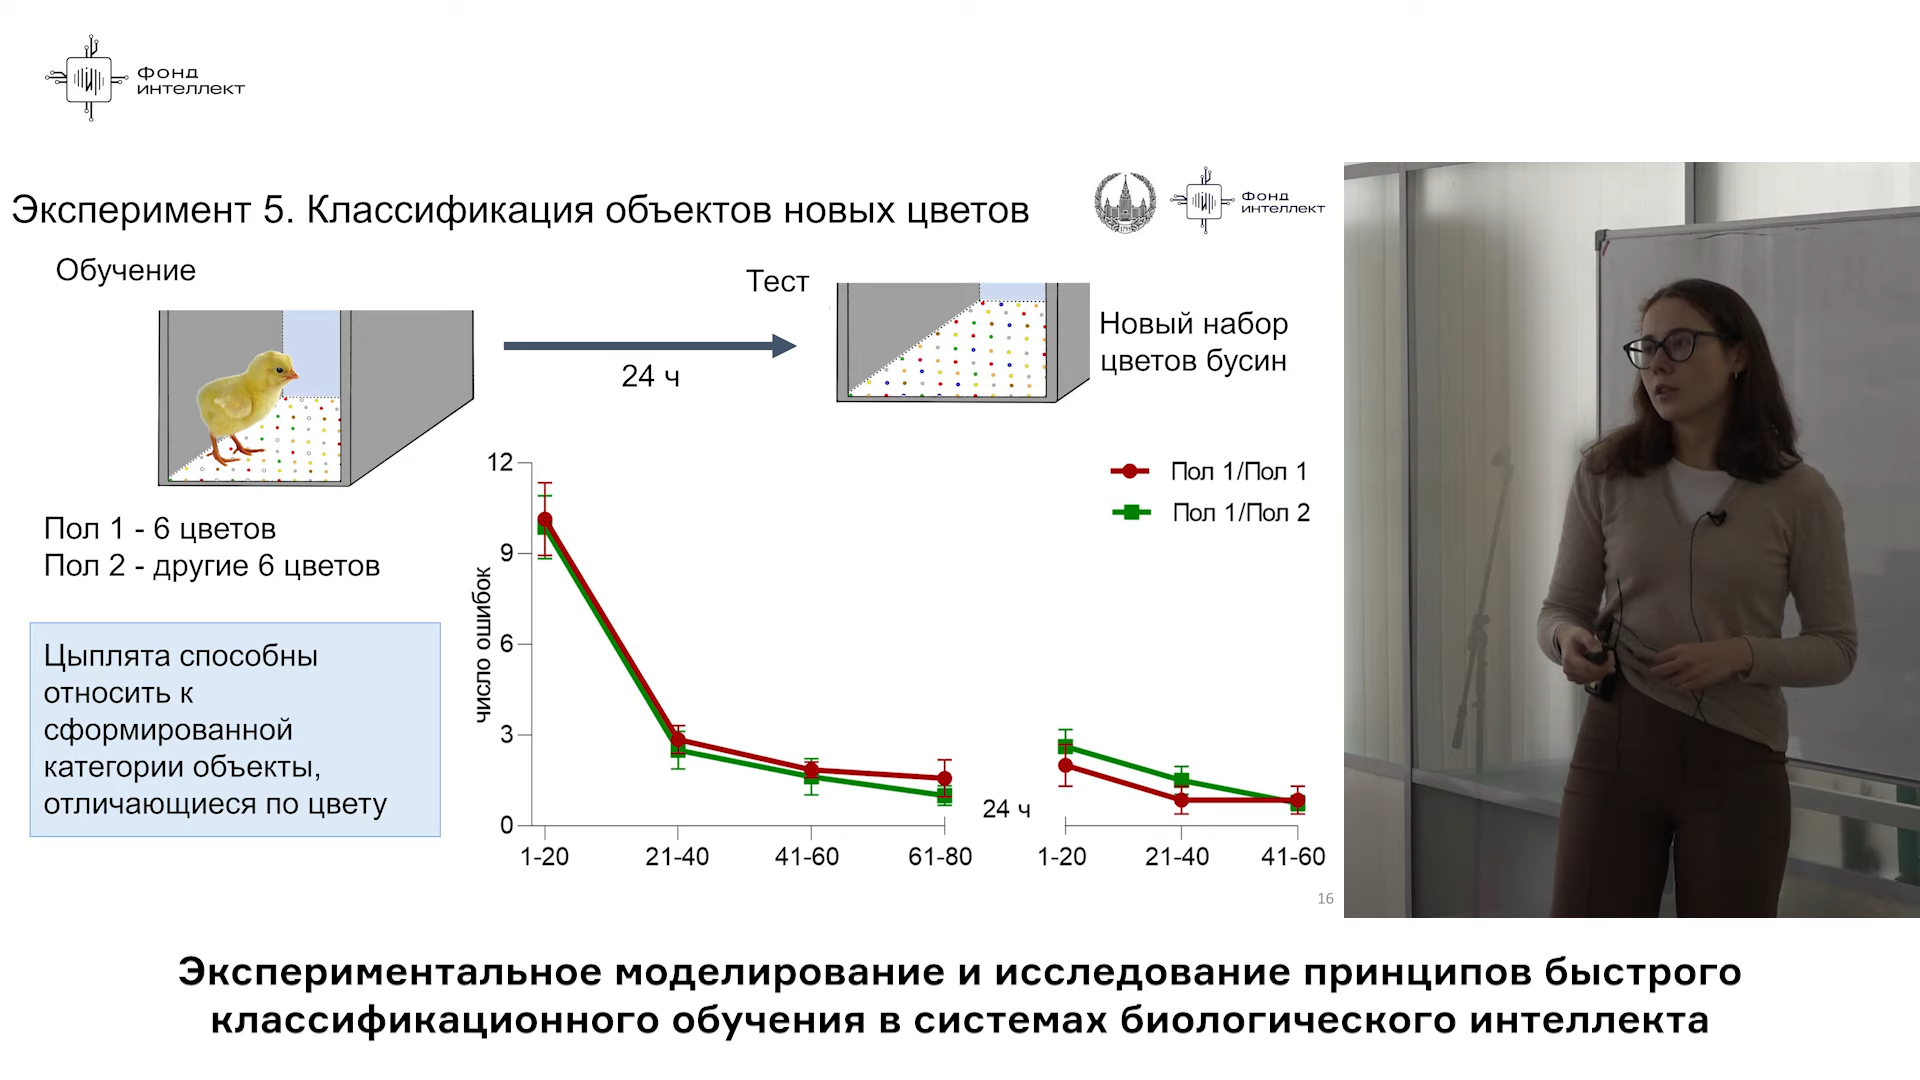 Фонд
интеллект
Эксперимент 5. Классификация объектов новых цветов
Фонд
интеллект
Обучение
Тест
24 ч
Новый набор
цветов бусин
Пол 1 - 6 цветов
Пол 2 - другие 6 цветов
Цыплята способны
относить к
сформированной
категории объекты,
отличающиеся по цвету
число ошибок
12
9
6
3
0
Пол 1/Пол 1
Пол 1/Пол 2
24 ч
1-20
21-40
41-60
61-80
1-20
21-40
41-60
16
Экспериментальное моделирование и исследование принципов быстрого
классификационного обучения в системах биологического интеллекта